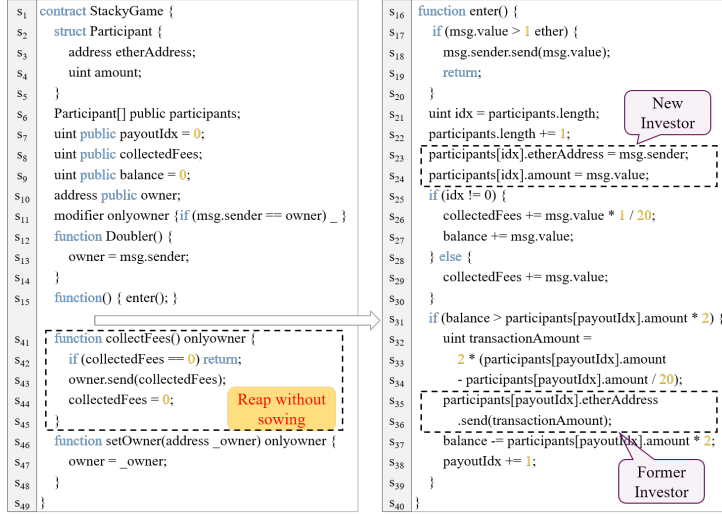 s1 contract StackyGame {
s2 struct Participant {
s3 address etherAddress;
s4 uint amount;
s5 }
s6 Participant[] public participants;
s7 uint public payoutIdx = 0;
s8 uint public collectedFees;
s9 uint public balance = 0;
s10 address public owner;
s11 modifier onlyowner {if (msg.sender == owner) _ }
s12 function Doubler() {
s13 owner = msg.sender;
s14 }
s15 function() { enter(); }
s41 function collectFees() onlyowner {
s42 if (collectedFees == 0) return;
s43 owner.send(collectedFees);
s44 collectedFees = 0;
s45 }
Reap without
sowing
s46 function setOwner(address _owner) onlyowner {
s47 owner = _owner;
s48 }
s49 }
s16 function enter() {
s17 if (msg.value > 1 ether) {
s18 msg.sender.send(msg.value);
s19 return;
s20 }
s21 uint idx = participants.length;
s22 participants.length += 1;
New
Investor
s23 participants[idx].etherAddress = msg.sender;
s24 participants[idx].amount = msg.value;
s25 if (idx != 0) {
s26 collectedFees += msg.value * 1 / 20;
s27 balance += msg.value;
s28 } else {
s29 collectedFees += msg.value;
s30 }
s31 if (balance > participants[payoutIdx].amount * 2) {
s32 uint transactionAmount =
s33 2 * (participants[payoutIdx].amount
s34 - participants[payoutIdx].amount / 20);
s35 participants[payoutIdx].etherAddress
s36 .send(transactionAmount);
s37 balance -= participants[payoutIdx].amount * 2;
s38 payoutIdx += 1;
s39 }
s40 }
Former
Investor